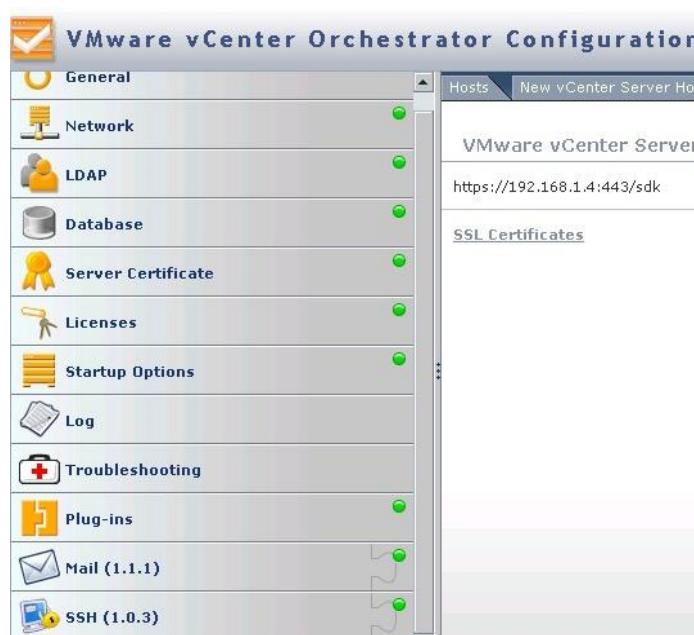 VMware vCenter Orchestrator Configuration
General
Network
LDAP
Database
Server Certificate
Licenses
Startup Options
Log
Troubleshooting
Plug-ins
Mail (1.1.1)
SSH (1.0.3)
Hosts
New vCenter Server Ho
VMware vCenter Server
https://192.168.1.4:443/sdk
SSL Certificates